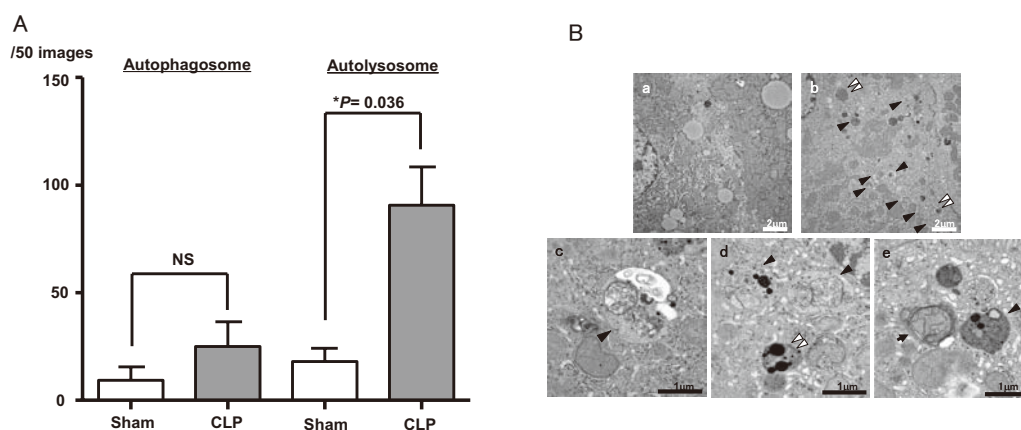 A
/50 images
Autophagosome
Autolysosome
150
100
50
0
*P= 0.036
NS
Sham
CLP
Sham
CLP
B
a
2μm
b
2μm
c
1μm
d
1μm
e
1μm